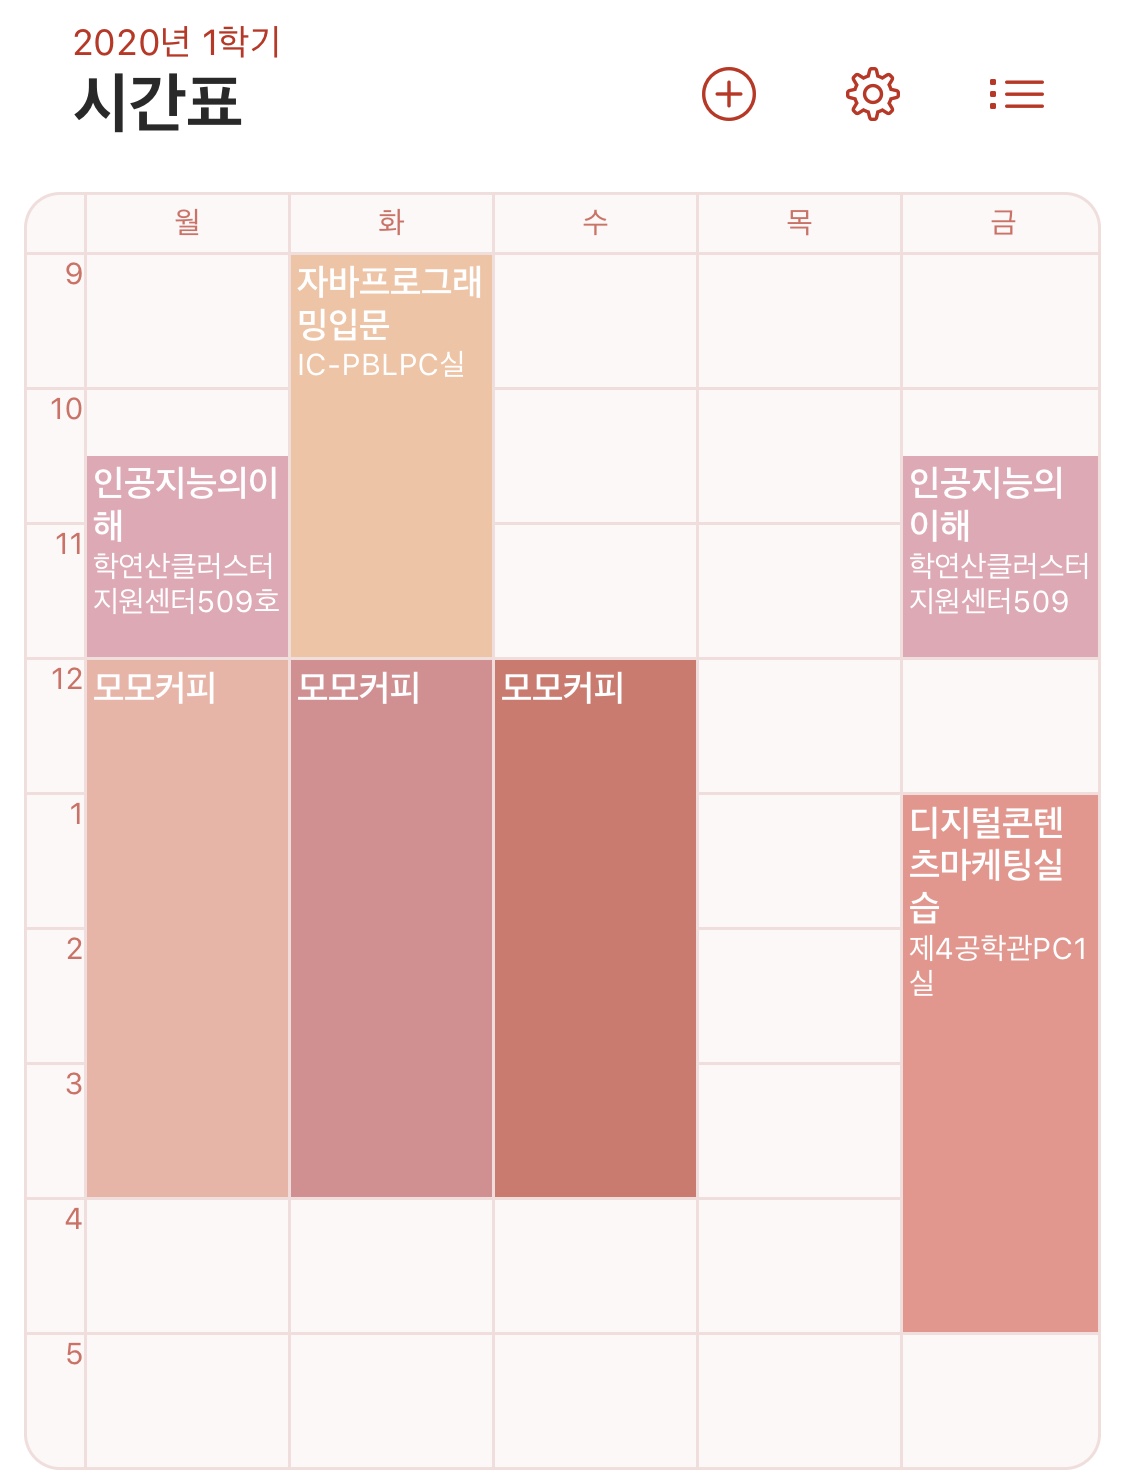 2020년 1학기
시간표
월 화 수 목 금
9
자바프로그래
밍입문
IC-PBLPC실
10
인공지능의이
해
학연산클러스터
지원센터509호
인공지능의
이해
학연산클러스터
지원센터509
11
12
모모커피
모모커피
모모커피
1
디지털콘텐
츠마케팅실
습
제4공학관PC1
실
2
3
4
5